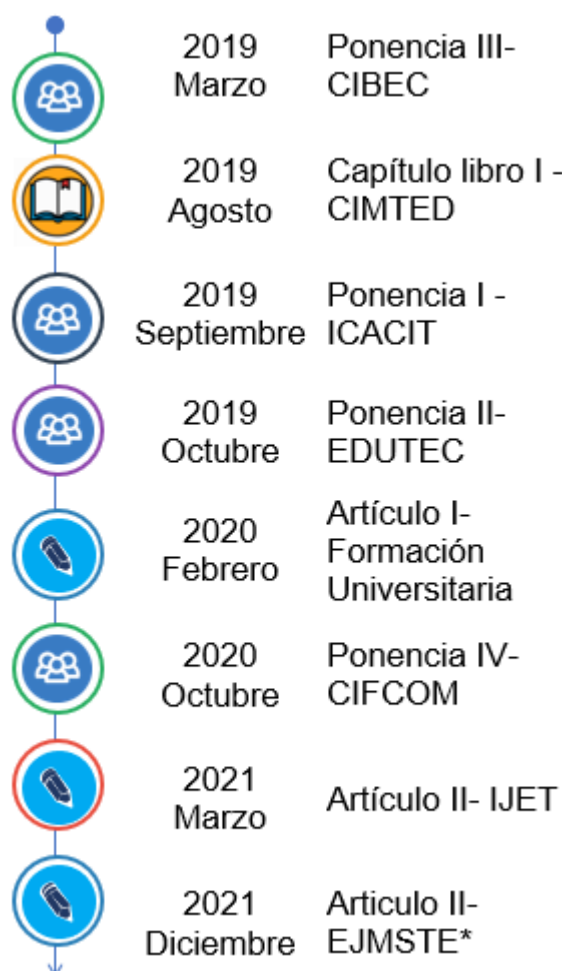 2019
Marzo
Ponencia III-
CIBEC
2019
Agosto
Capítulo libro I -
CIMTED
2019
Septiembre
Ponencia I -
ICACIT
2019
Octubre
Ponencia II-
EDUTEC
2020
Febrero
Artículo I-
Formación
Universitaria
2020
Octubre
Ponencia IV-
CIFCOM
2021
Marzo
Artículo II- IJET
2021
Diciembre
Articulo II-
EJMSTE*